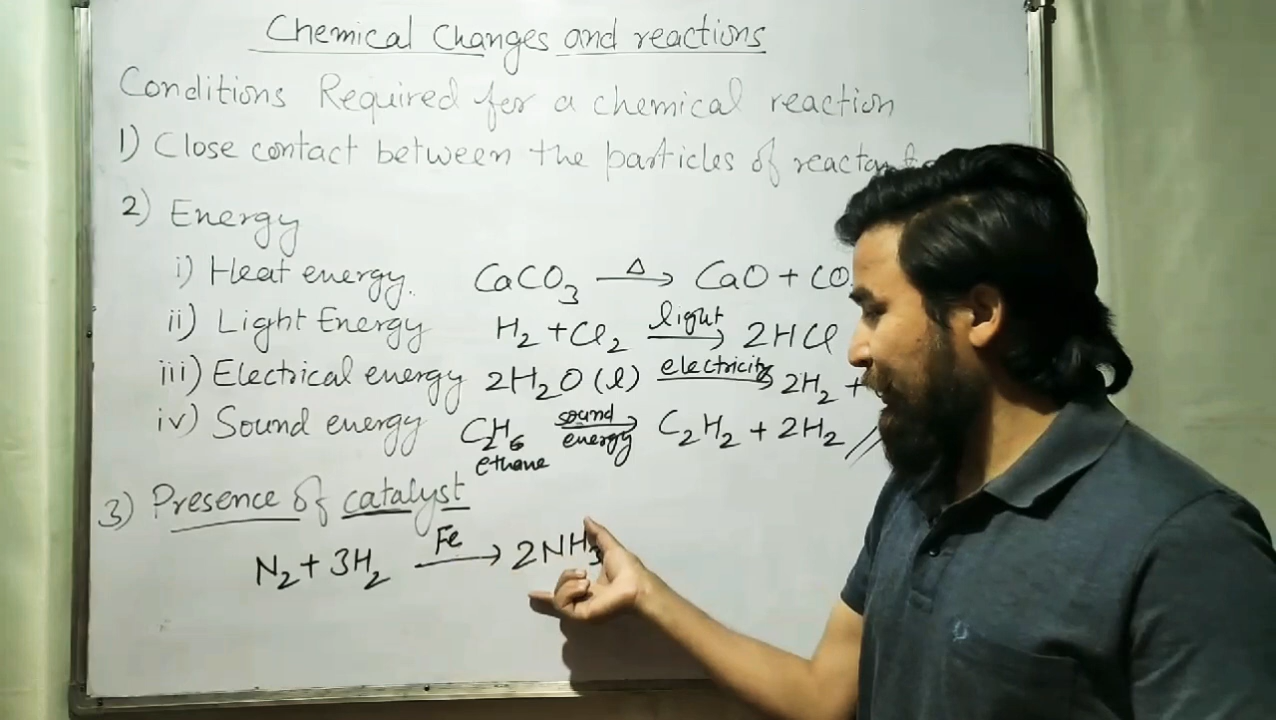 Chemical changes and reactions
Conditions Required for a chemical reaction
1) Close contact between the particles of
2) Energy
i) Heat energy. CaCO₃ —Δ→ CaO + CO
ii) Light Energy H₂ + Cl₂ —light→ 2HCl
iii) Electrical energy 2H₂O (l) —electricity→ 2H₂ +
iv) Sound energy C₂H₆ —sound energy→ C₂H₂ + 2H₂ //
ethane
3) Presence of catalyst
N₂ + 3H₂ —Fe→ 2NH₃